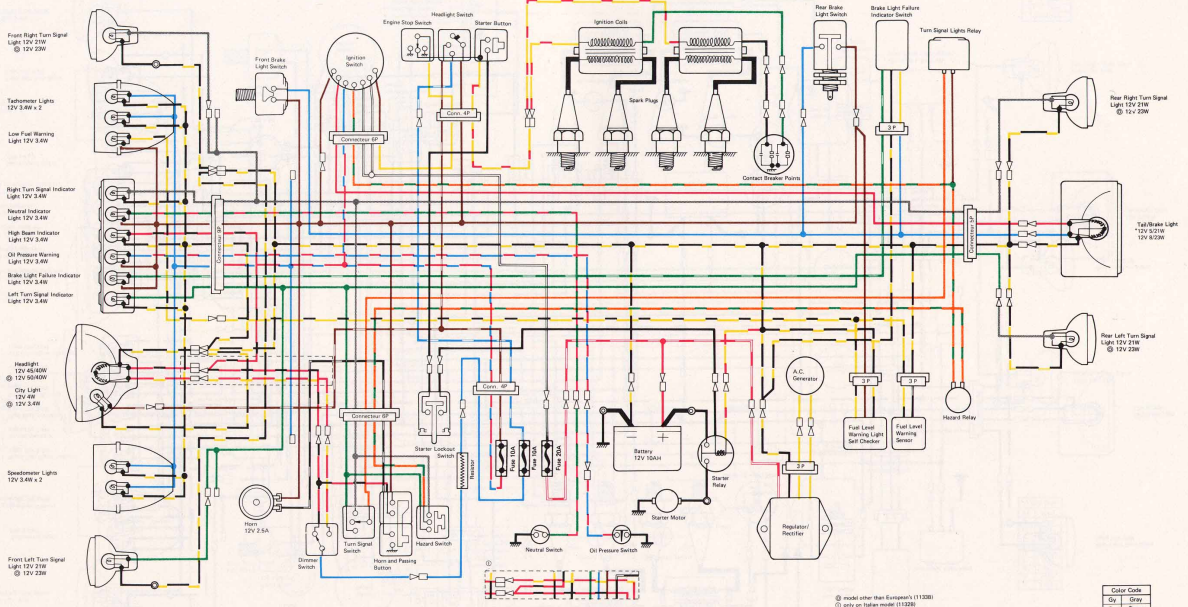 Front Right Turn Signal
Light 12V 21W
◎ 12V 23W
Tachometer Lights
12V 3.4W x 2
Low Fuel Warning
12V 3.4W
Right Turn Signal Indicator
Light 12V 3.4W
Neutral Indicator
Light 12V 3.4W
High Beam Indicator
Light 12V 3.4W
Oil Pressure Warning
Light 12V 3.4W
Brake Light Failure Indicator
Light 12V 3.4W
Left Turn Signal Indicator
Light 12V 3.4W
Headlight
12V 45/40W
◎ 12V 50/40W
City Light
12V 4W
◎ 12V 3.4W
Speedometer Lights
12V 3.4W x 2
Front Left Turn Signal
Light 12V 21W
◎ 12V 23W
Front Brake
Light Switch
Ignition
Switch
Engine Stop Switch
Headlight Switch
Starter Button
Connecteur 6P
Conn. 4P
Ignition Coils
Spark Plugs
Contact Breaker Points
Rear Brake
Light Switch
Brake Light Failure
Indicator Switch
Turn Signal Lights Relay
3 P
Rear Right Turn Signal
Light 12V 21W
◎ 12V 23W
Tail/Brake Light
12V 5/21W
12V 8/23W
Rear Left Turn Signal
Light 12V 21W
◎ 12V 23W
Connecteur 9P
Connecteur 5P
Connecteur 6P
Conn. 4P
Starter Lockout
Switch
Resistor
Fuse 10A
Fuse 10A
Fuse 20A
Battery
12V 10AH
Starter
Relay
Starter Motor
A.C.
Generator
3 P
Regulator/
Rectifier
3 P
3 P
Fuel Level
Warning Light
Self Checker
Fuel Level
Warning
Sensor
Hazard Relay
Horn
12V 2.5A
Dimmer
Switch
Turn Signal
Switch
Horn and Passing
Button
Hazard Switch
Neutral Switch
Oil Pressure Switch
①
◎ model other than European's (1133B)
① only on Italian model (1132B)
Color Code
Gy Gray